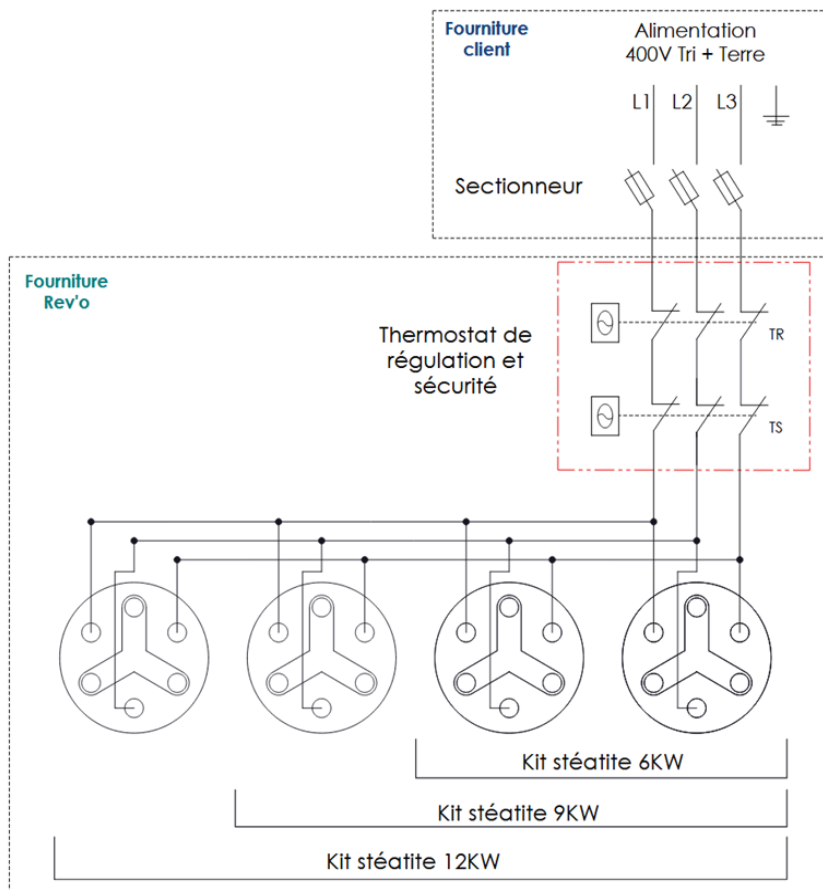 Fourniture
client
Alimentation
400V Tri + Terre
L1 L2 L3
Sectionneur
Fourniture
Rev'o
Thermostat de
régulation et
sécurité
TR
TS
Kit stéatite 6KW
Kit stéatite 9KW
Kit stéatite 12KW